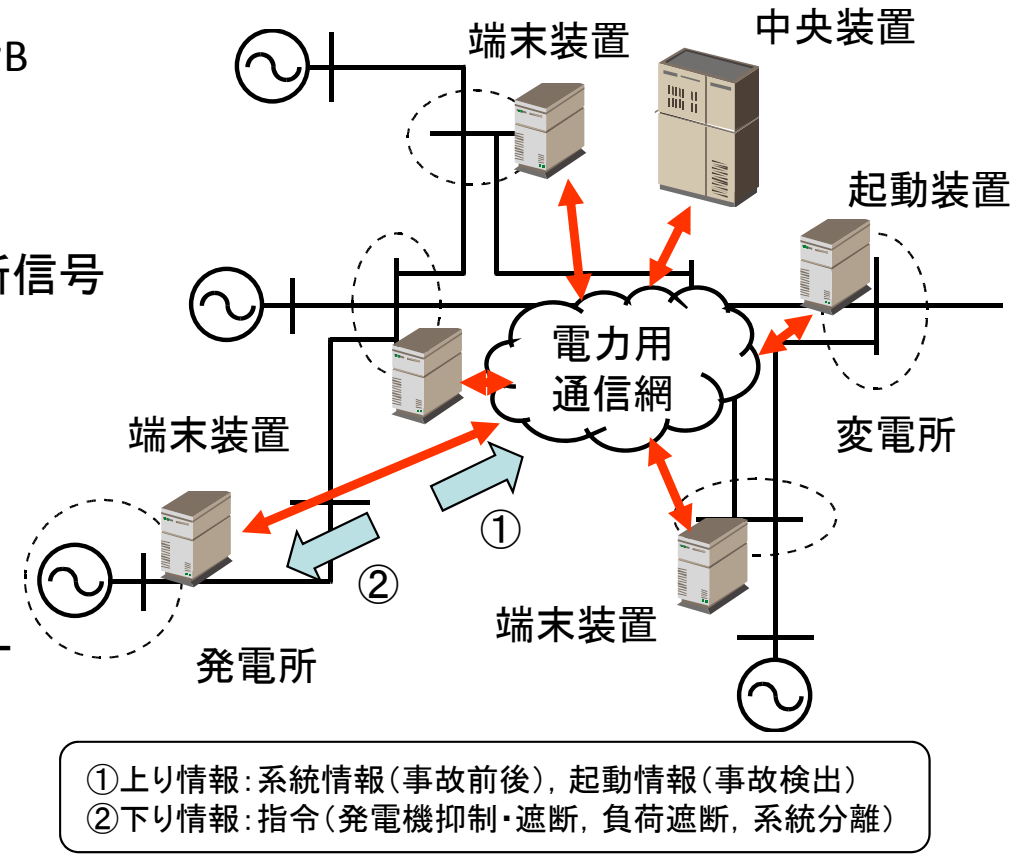 B
端末装置
中央装置
起動装置
信号
電力用
通信網
端末装置
変電所
①
②
端末装置
発電所
①上り情報:系統情報(事故前後),起動情報(事故検出)
②下り情報:指令(発電機抑制・遮断,負荷遮断,系統分離)